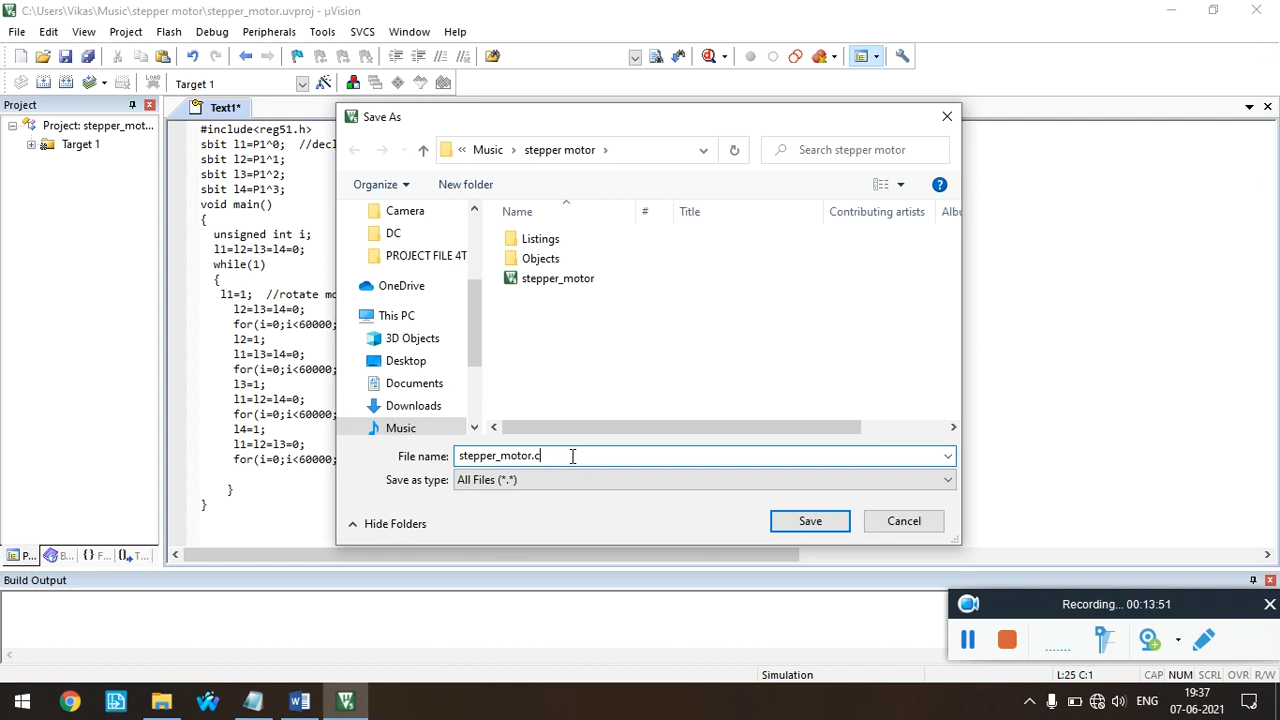 C:\Users\Vikas\Music\stepper motor\stepper_motor.uvproj - µVision
File Edit View Project Flash Debug Peripherals Tools SVCS Window Help
LOAD Target 1
Project
Text1*
Project: stepper_mot...
Target 1
#include<reg51.h>
sbit l1=P1^0; //decl
sbit l2=P1^1;
sbit l3=P1^2;
sbit l4=P1^3;
void main()
{
unsigned int i;
l1=l2=l3=l4=0;
while(1)
{
l1=1; //rotate mo
l2=l3=l4=0;
for(i=0;i<60000;
l2=1;
l1=l3=l4=0;
for(i=0;i<60000;
l3=1;
l1=l2=l4=0;
for(i=0;i<60000;
l4=1;
l1=l2=l3=0;
for(i=0;i<60000;
}
}
Save As
« Music › stepper motor ›
Search stepper motor
Organize
New folder
Camera
DC
PROJECT FILE 4T
OneDrive
This PC
3D Objects
Desktop
Documents
Downloads
Music
Name # Title Contributing artists Albu
Listings
Objects
stepper_motor
File name: stepper_motor.c
Save as type: All Files (*.*)
Hide Folders
Save
Cancel
P... B... {} F... T...
Build Output
Recording... 00:13:51
Simulation
L:25 C:1
CAP NUM SCRL OVR R/W
ENG
19:37
07-06-2021